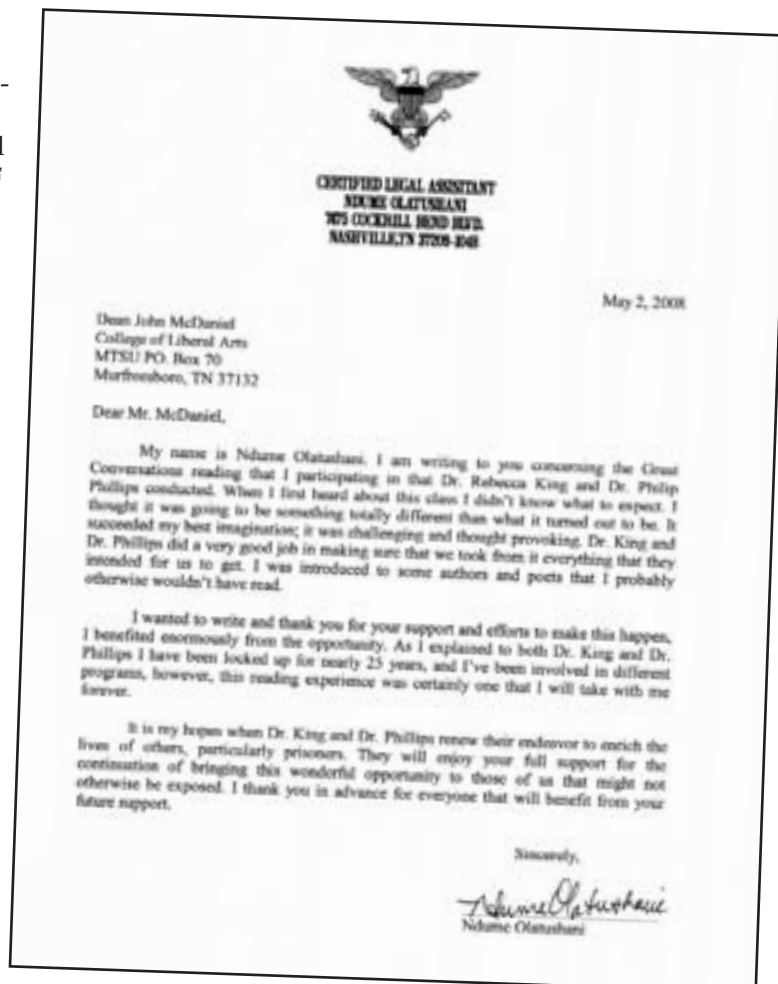 CERTIFIED LEGAL ASSISTANT
NDUME OLATUSHANI
7475 COCKRILL BEND BLVD.
NASHVILLE,TN 37209-1048
May 2, 2008
Dean John McDaniel
College of Liberal Arts
MTSU PO. Box 70
Murfreesboro, TN 37132
Dear Mr. McDaniel,
My name is Ndume Olatushani. I am writing to you concerning the Great
Conversations reading that I participating in that Dr. Rebecca King and Dr. Philip
Phillips conducted. When I first heard about this class I didn't know what to expect. I
thought it was going to be something totally different than what it turned out to be. It
succeeded my best imagination; it was challenging and thought provoking. Dr. King and
Dr. Phillips did a very good job in making sure that we took from it everything that they
intended for us to get. I was introduced to some authors and poets that I probably
otherwise wouldn't have read.
I wanted to write and thank you for your support and efforts to make this happen,
I benefited enormously from the opportunity. As I explained to both Dr. King and Dr.
Phillips I have been locked up for nearly 25 years, and I've been involved in different
programs, however, this reading experience was certainly one that I will take with me
forever.
It is my hopes when Dr. King and Dr. Phillips renew their endeavor to enrich the
lives of others, particularly prisoners. They will enjoy your full support for the
continuation of bringing this wonderful opportunity to those of us that might not
otherwise be exposed. I thank you in advance for everyone that will benefit from your
future support.
Sincerely,
Ndume Olatushani
Ndume Olatushani